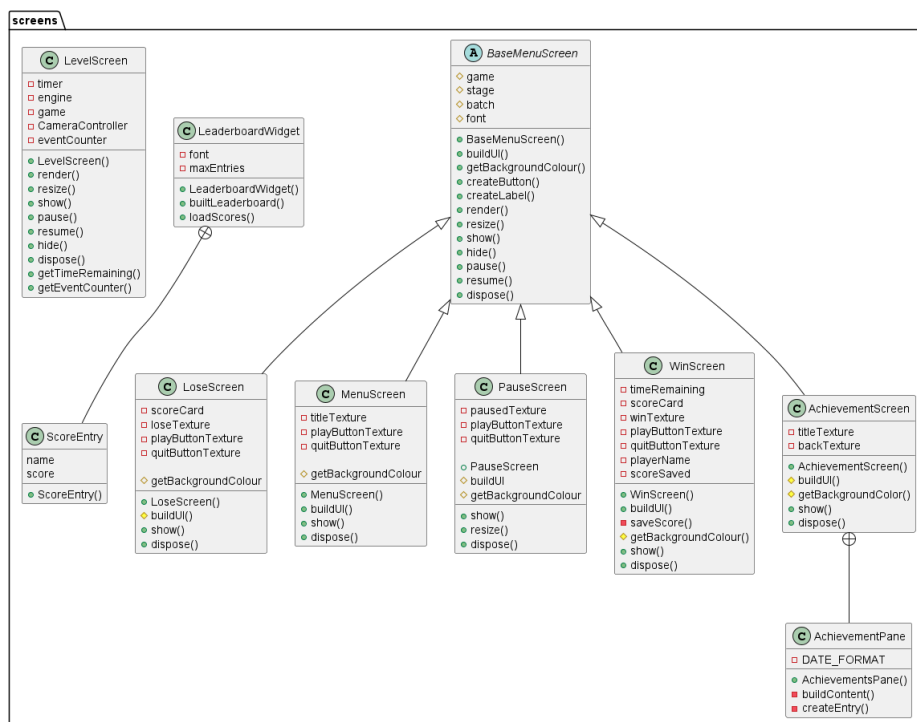 screens
C LevelScreen
timer
engine
game
CameraController
eventCounter
LevelScreen()
render()
resize()
show()
pause()
resume()
hide()
dispose()
getTimeRemaining()
getEventCounter()
C LeaderboardWidget
font
maxEntries
LeaderboardWidget()
builtLeaderboard()
loadScores()
A BaseMenuScreen
game
stage
batch
font
BaseMenuScreen()
buildUI()
getBackgroundColour()
createButton()
createLabel()
render()
resize()
show()
hide()
pause()
resume()
dispose()
C ScoreEntry
name
score
ScoreEntry()
C LoseScreen
scoreCard
loseTexture
playButtonTexture
quitButtonTexture
getBackgroundColour
LoseScreen()
buildUI()
show()
dispose()
C MenuScreen
titleTexture
playButtonTexture
quitButtonTexture
getBackgroundColour
MenuScreen()
buildUI()
show()
dispose()
C PauseScreen
pausedTexture
playButtonTexture
quitButtonTexture
PauseScreen
buildUI
getBackgroundColour
show()
resize()
dispose()
C WinScreen
timeRemaining
scoreCard
winTexture
playButtonTexture
quitButtonTexture
playerName
scoreSaved
WinScreen()
buildUI()
saveScore()
getBackgroundColour()
show()
dispose()
C AchievementScreen
titleTexture
backTexture
AchievementScreen()
buildUI()
getBackgroundColor()
show()
dispose()
C AchievementPane
DATE_FORMAT
AchievementsPane()
buildContent()
createEntry()